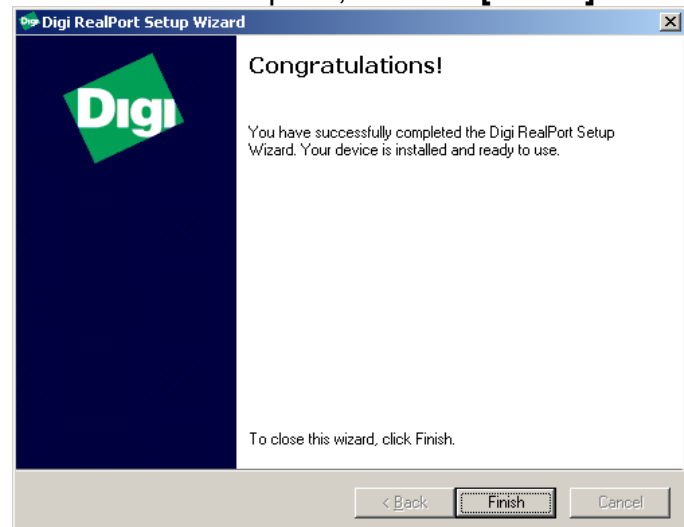 Digi RealPort Setup Wizard
Congratulations!
Digi
You have successfully completed the Digi RealPort Setup
Wizard. Your device is installed and ready to use.
To close this wizard, click Finish.
< Back
Finish
Cancel